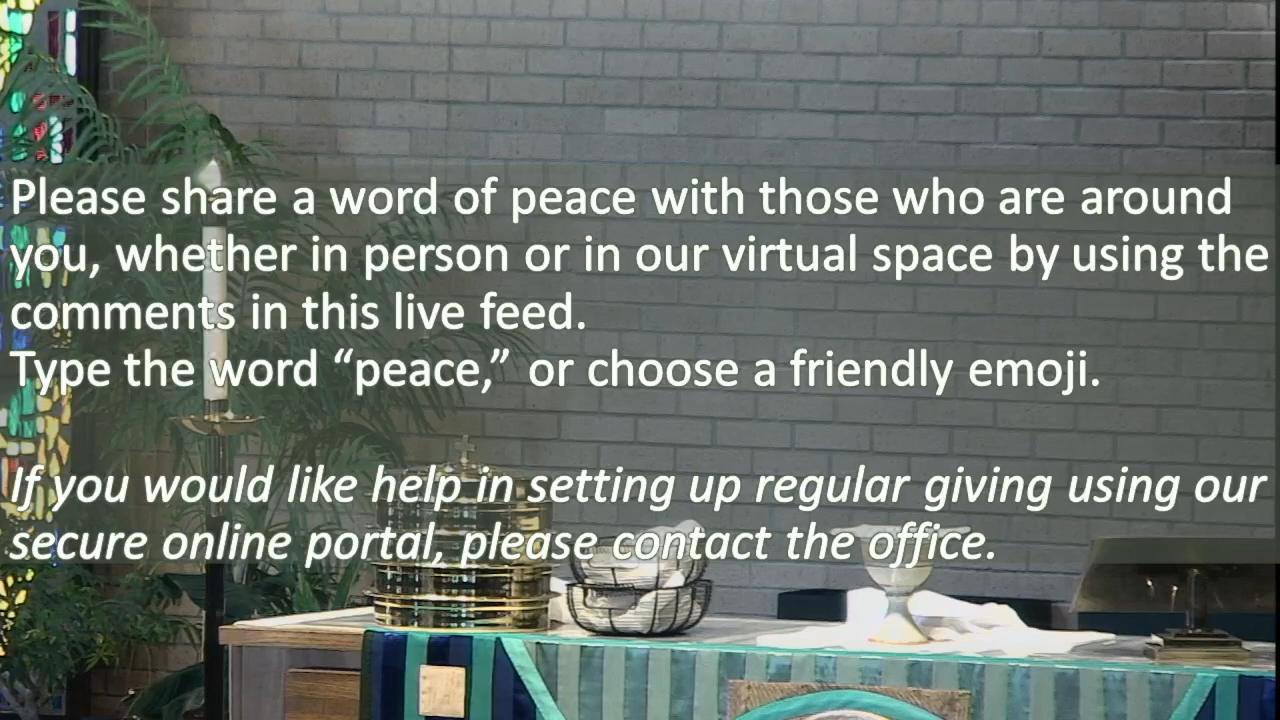 Please share a word of peace with those who are around
you, whether in person or in our virtual space by using the
comments in this live feed.
Type the word “peace,” or choose a friendly emoji.
If you would like help in setting up regular giving using our
secure online portal, please contact the office.